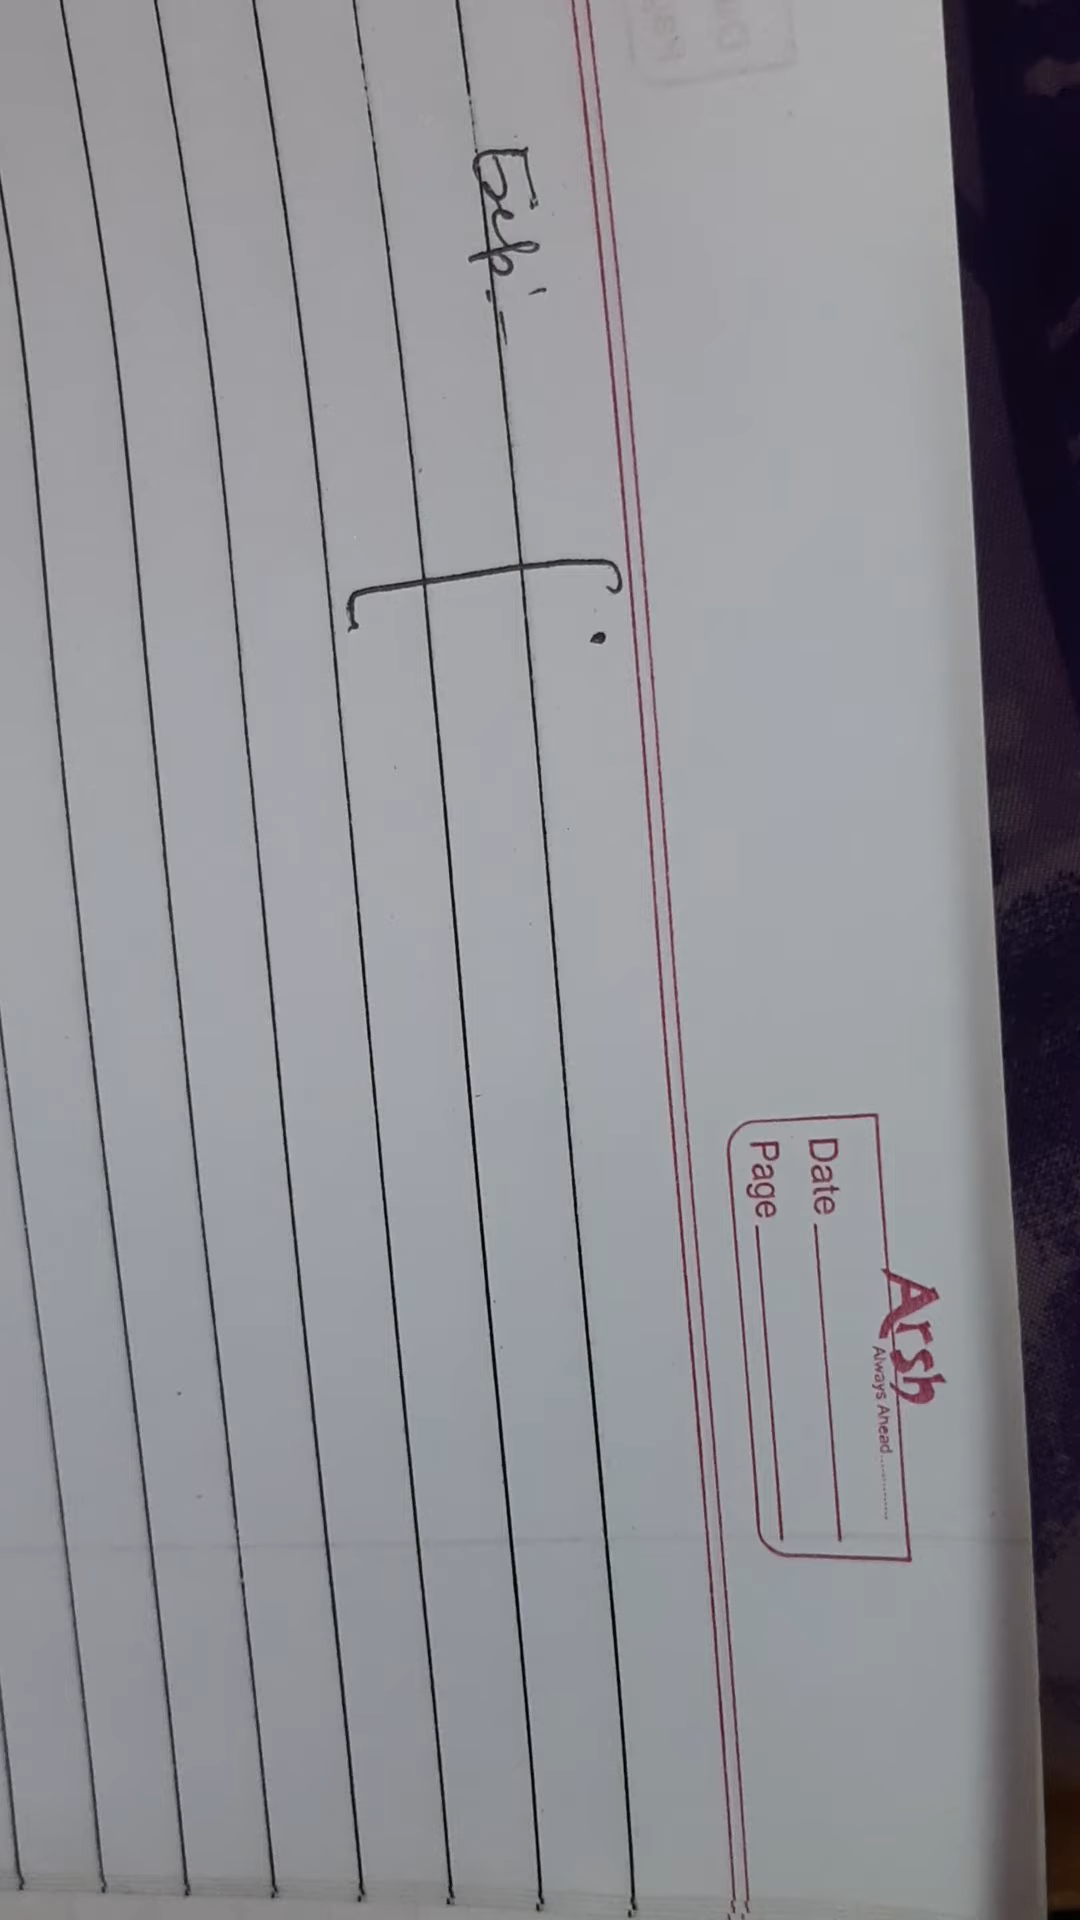 Arsh
Always Ahead...........
Date
Page
Exp:-
[